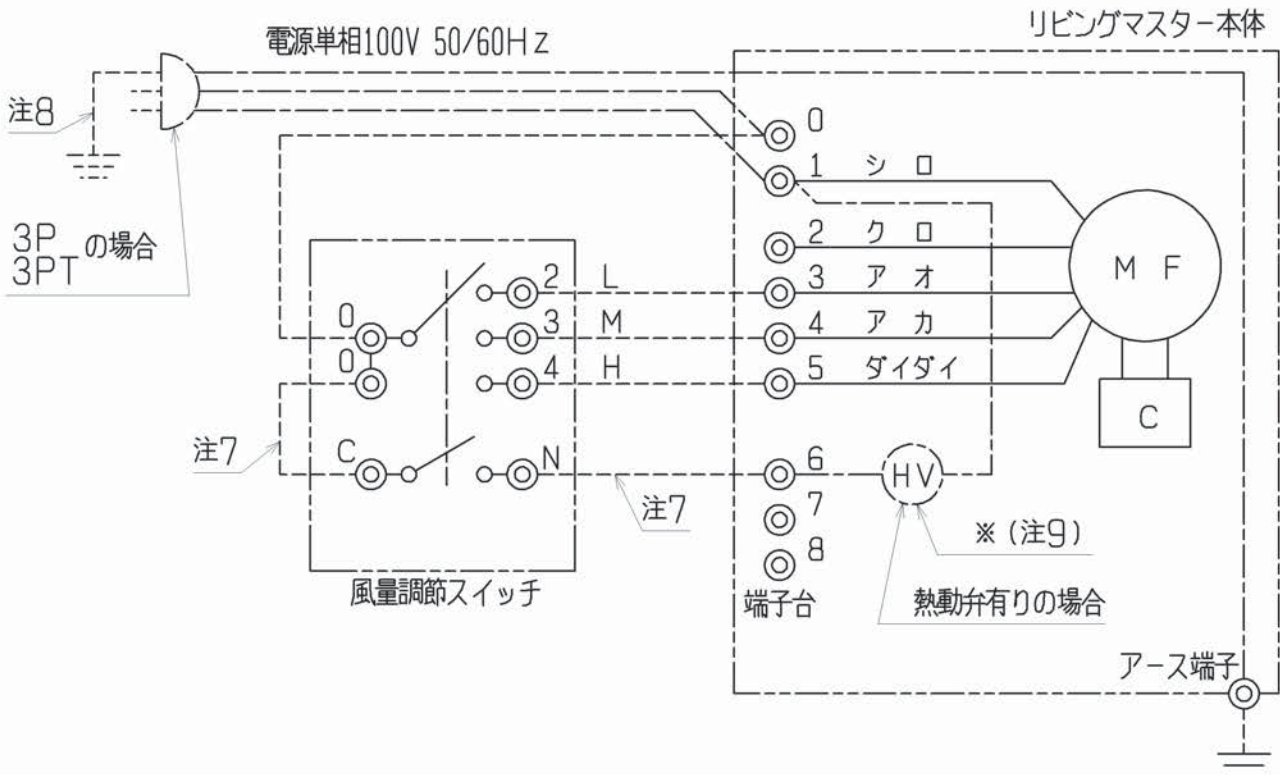 リビングマスター本体
電源単相100V 50/60Hz
注8
3P
3PT
の場合
0
1 シロ
2 クロ
3 アオ
4 アカ
5 ダイダイ
MF
C
0
0
C
2 L
3 M
4 H
N
注7
注7
6
7
8
HV
※(注9)
熱動弁有りの場合
端子台
風量調節スイッチ
アース端子